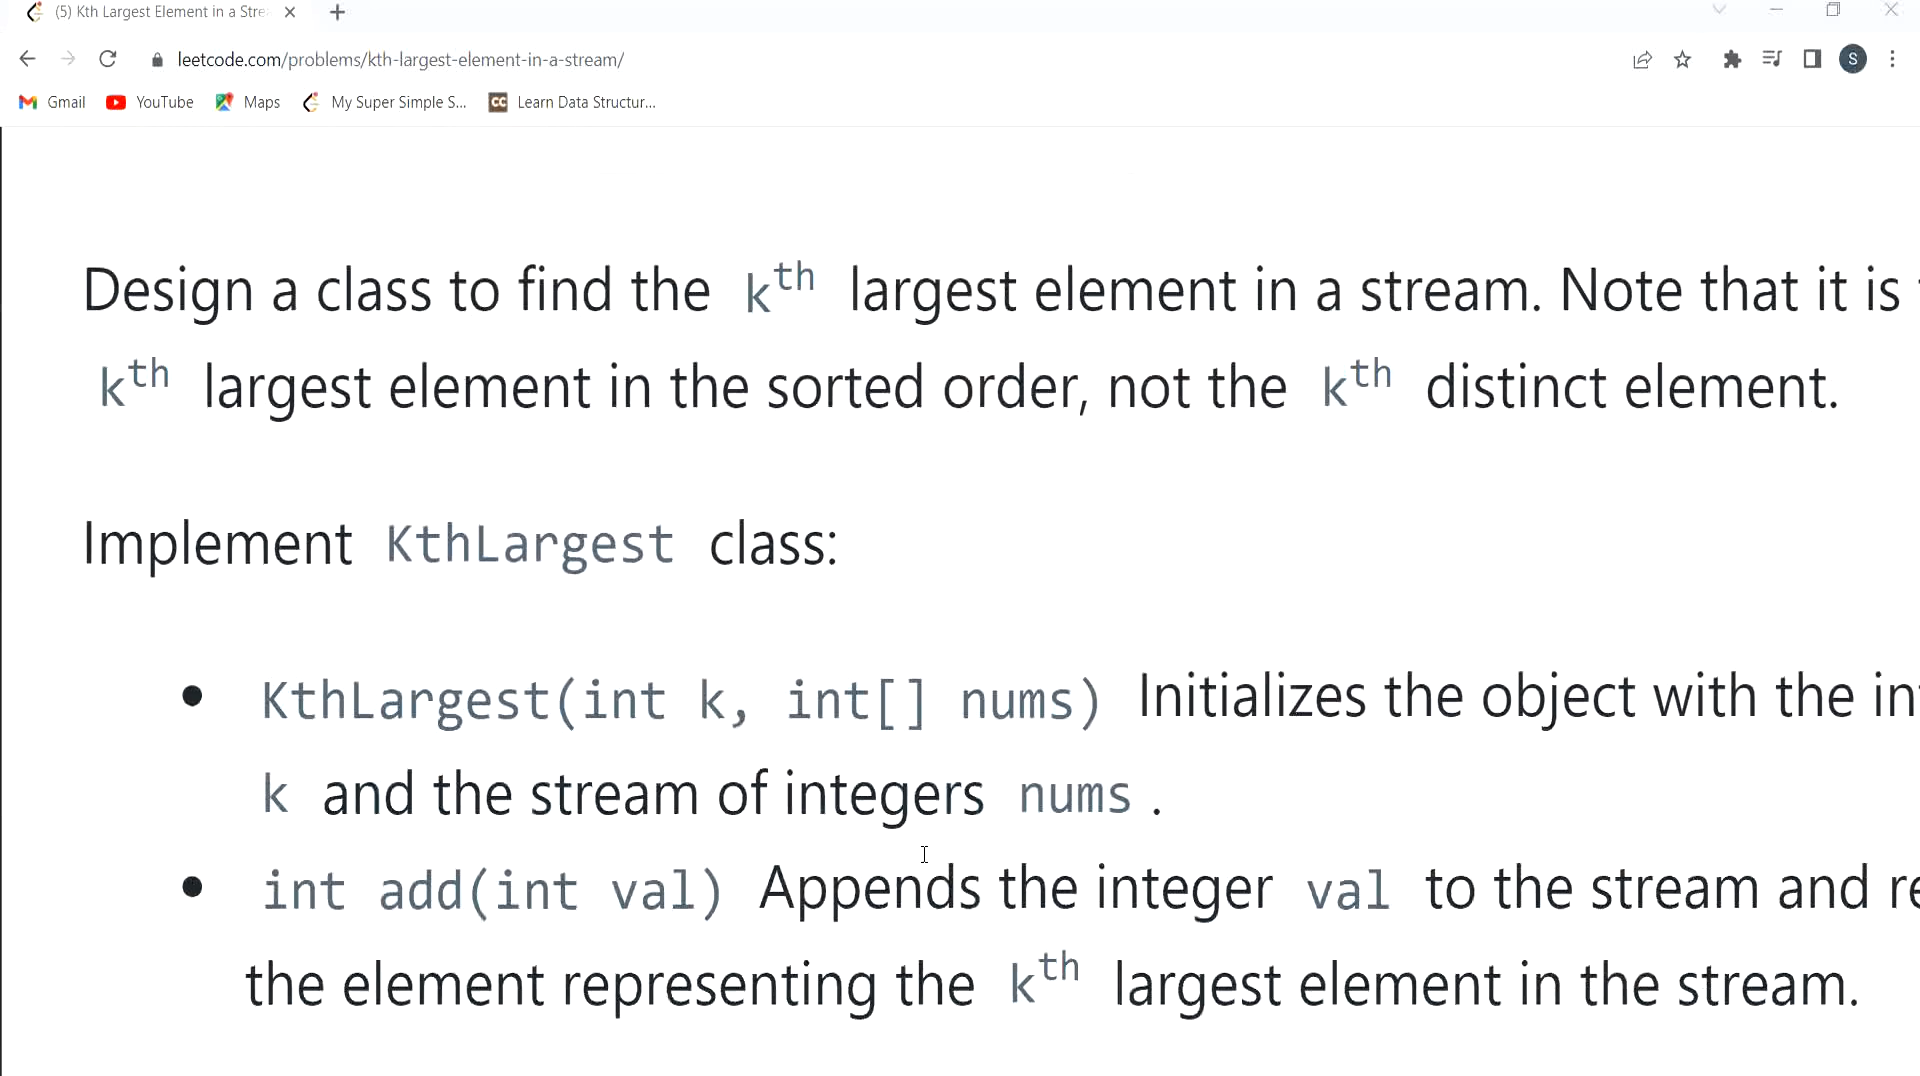 (5) Kth Largest Element in a Stre
leetcode.com/problems/kth-largest-element-in-a-stream/
S
Gmail YouTube Maps My Super Simple S... CC Learn Data Structur...
Design a class to find the kth largest element in a stream. Note that it is
kth largest element in the sorted order, not the kth distinct element.
Implement KthLargest class:
• KthLargest(int k, int[] nums) Initializes the object with the in
k and the stream of integers nums .
• int add(int val) Appends the integer val to the stream and re
the element representing the kth largest element in the stream.